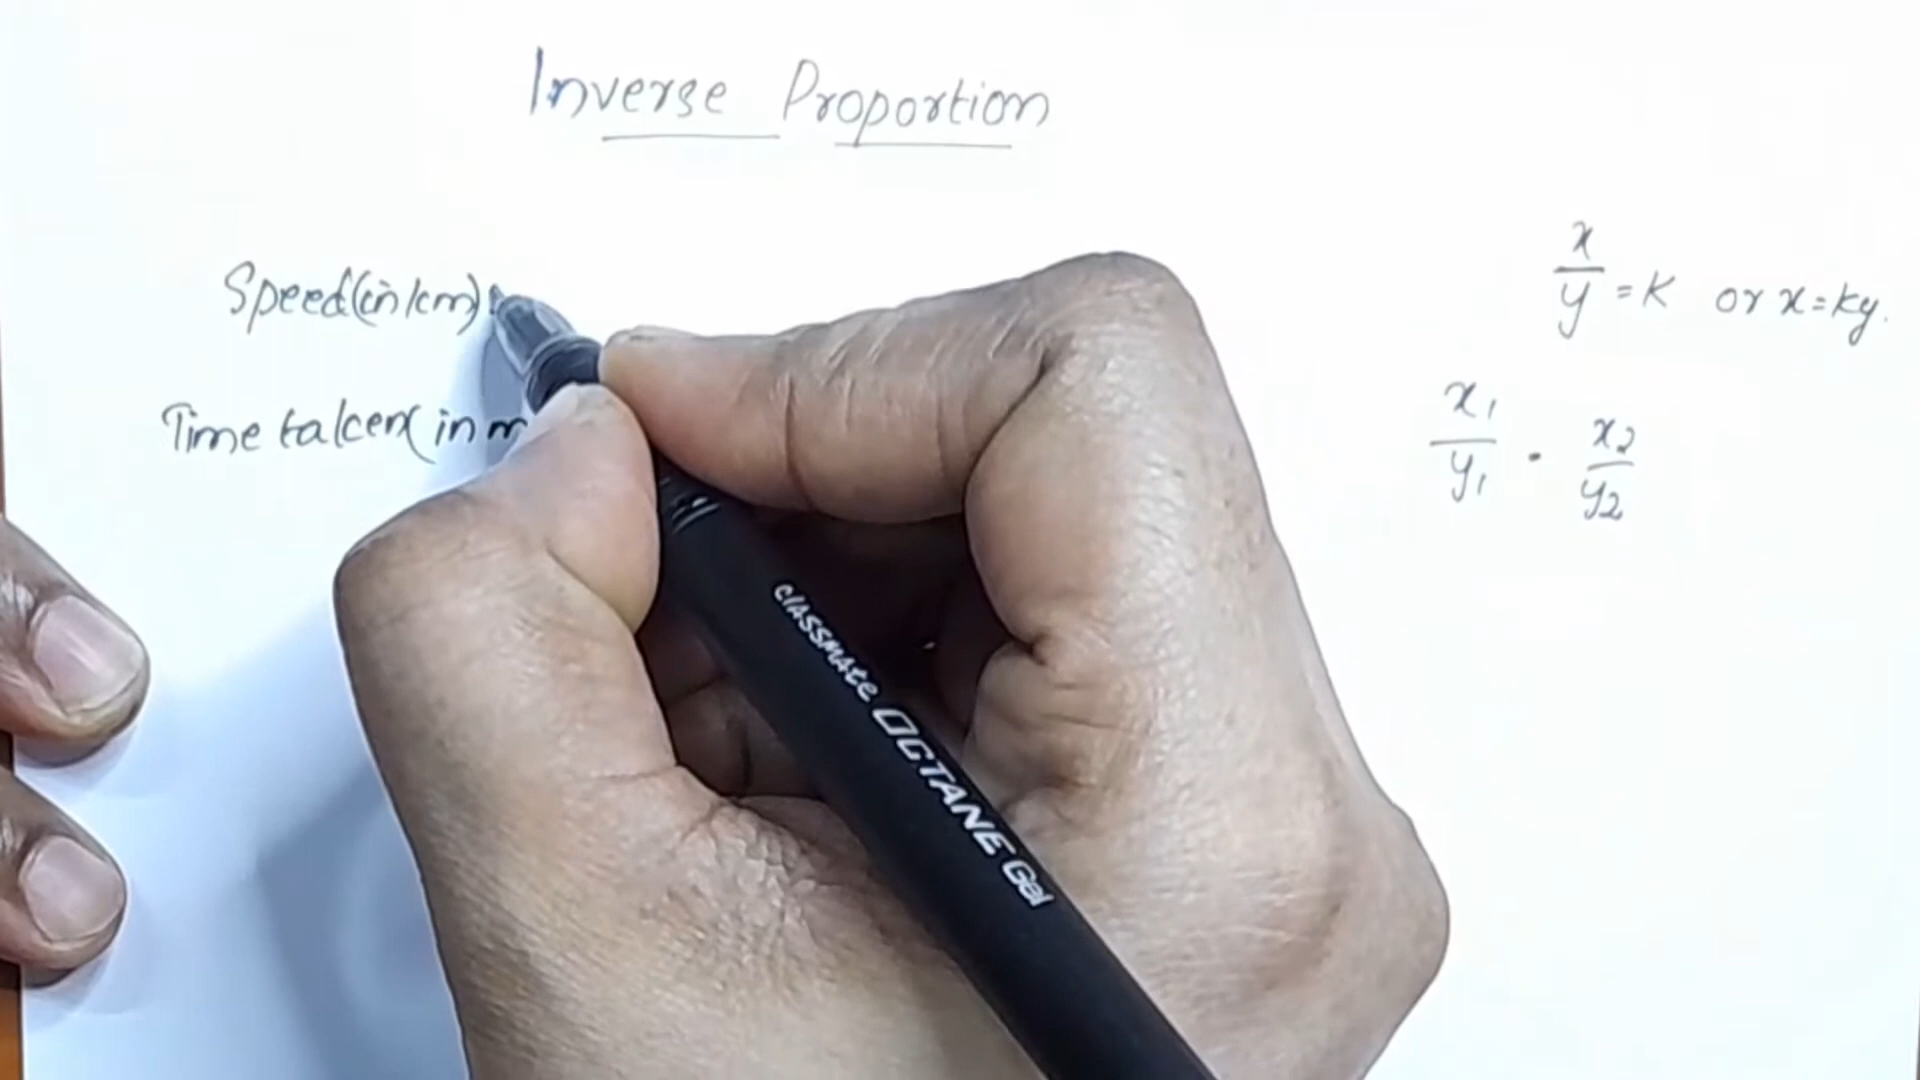 Inverse Proportion
Speed(in km)
Time taken(in m
x/y = K or x = ky.
x1/y1 · x2/y2
classmate OCTANE Gel